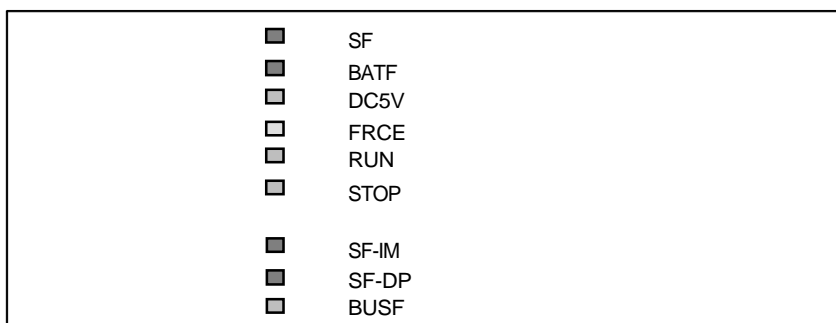 SF
BATF
DC5V
FRCE
RUN
STOP
SF-IM
SF-DP
BUSF